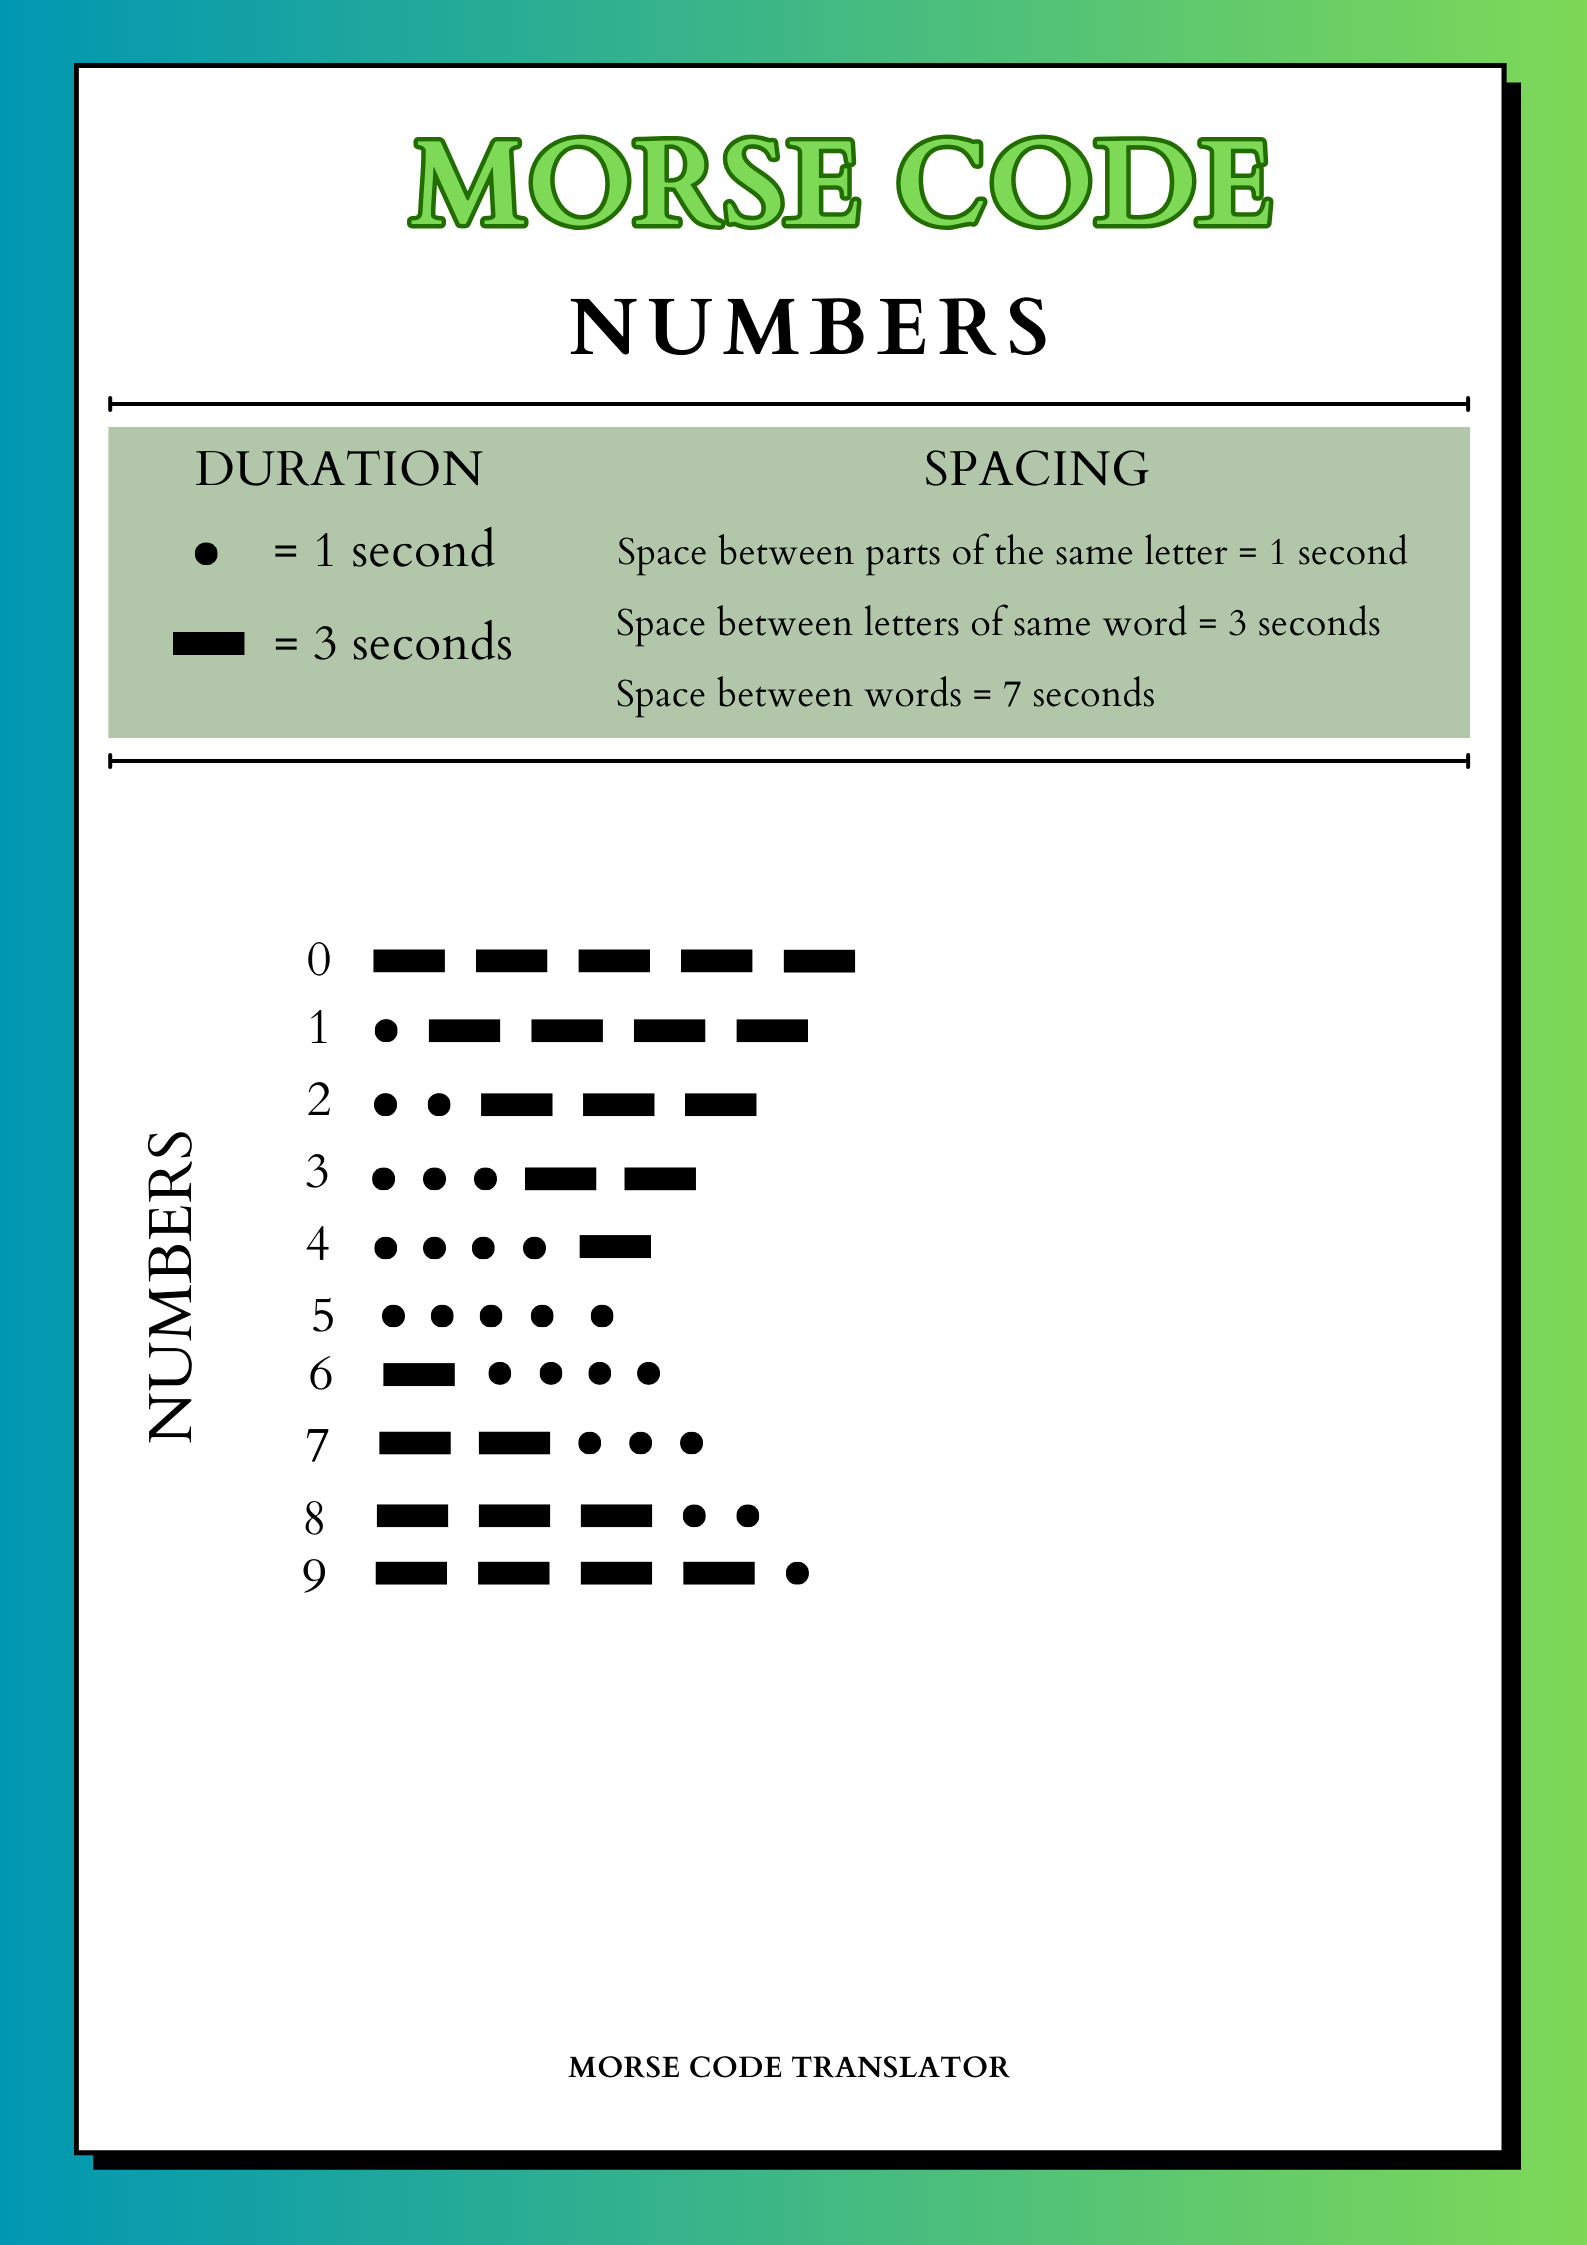 MORSE CODE
NUMBERS
DURATION
● = 1 second
▬ = 3 seconds
SPACING
Space between parts of the same letter = 1 second
Space between letters of same word = 3 seconds
Space between words = 7 seconds
NUMBERS
0 ▬ ▬ ▬ ▬ ▬
1 ● ▬ ▬ ▬ ▬
2 ● ● ▬ ▬ ▬
3 ● ● ● ▬ ▬
4 ● ● ● ● ▬
5 ● ● ● ● ●
6 ▬ ● ● ● ●
7 ▬ ▬ ● ● ●
8 ▬ ▬ ▬ ● ●
9 ▬ ▬ ▬ ▬ ●
MORSE CODE TRANSLATOR